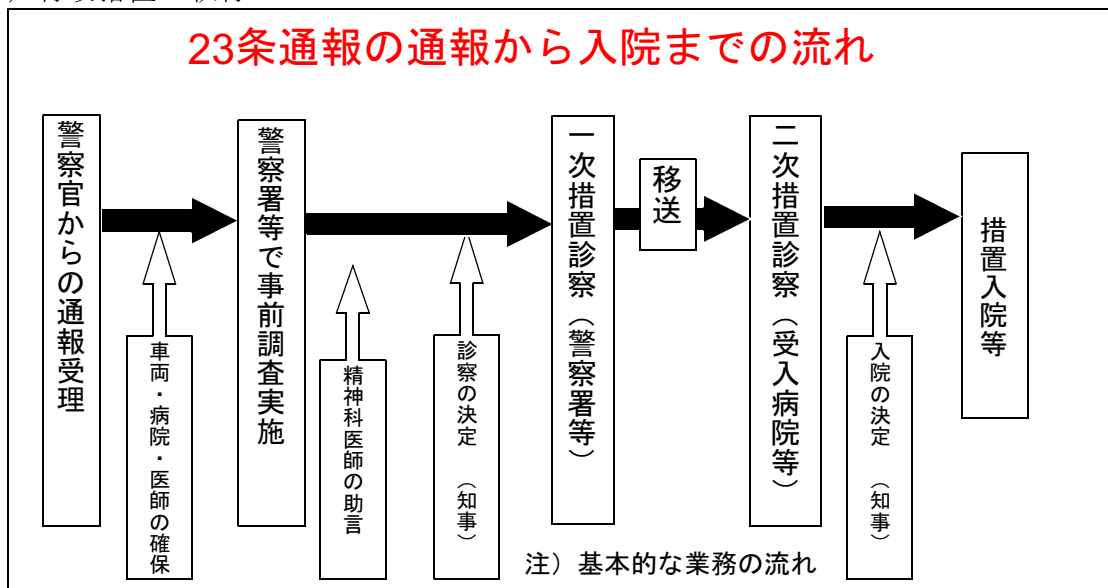 23条通報の通報から入院までの流れ
警察官からの通報受理
車両・病院・医師の確保
警察署等で事前調査実施
精神科医師の助言
診察の決定 （知事）
一次措置診察（警察署等）
移送
二次措置診察（受入病院等）
入院の決定 （知事）
措置入院等
注）基本的な業務の流れ